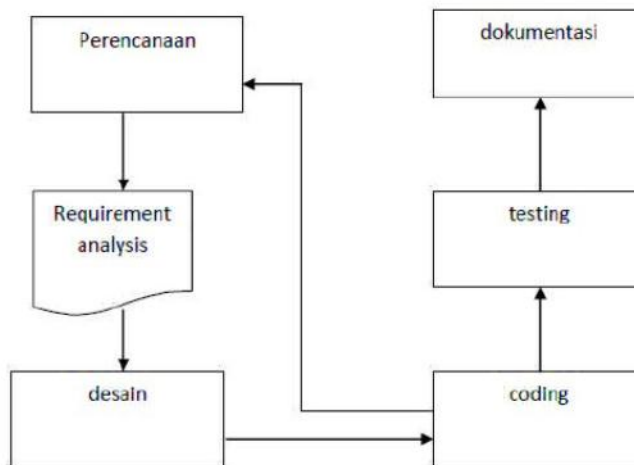 Perencanaan
Requirement
analysis
desain
dokumentasi
testing
coding